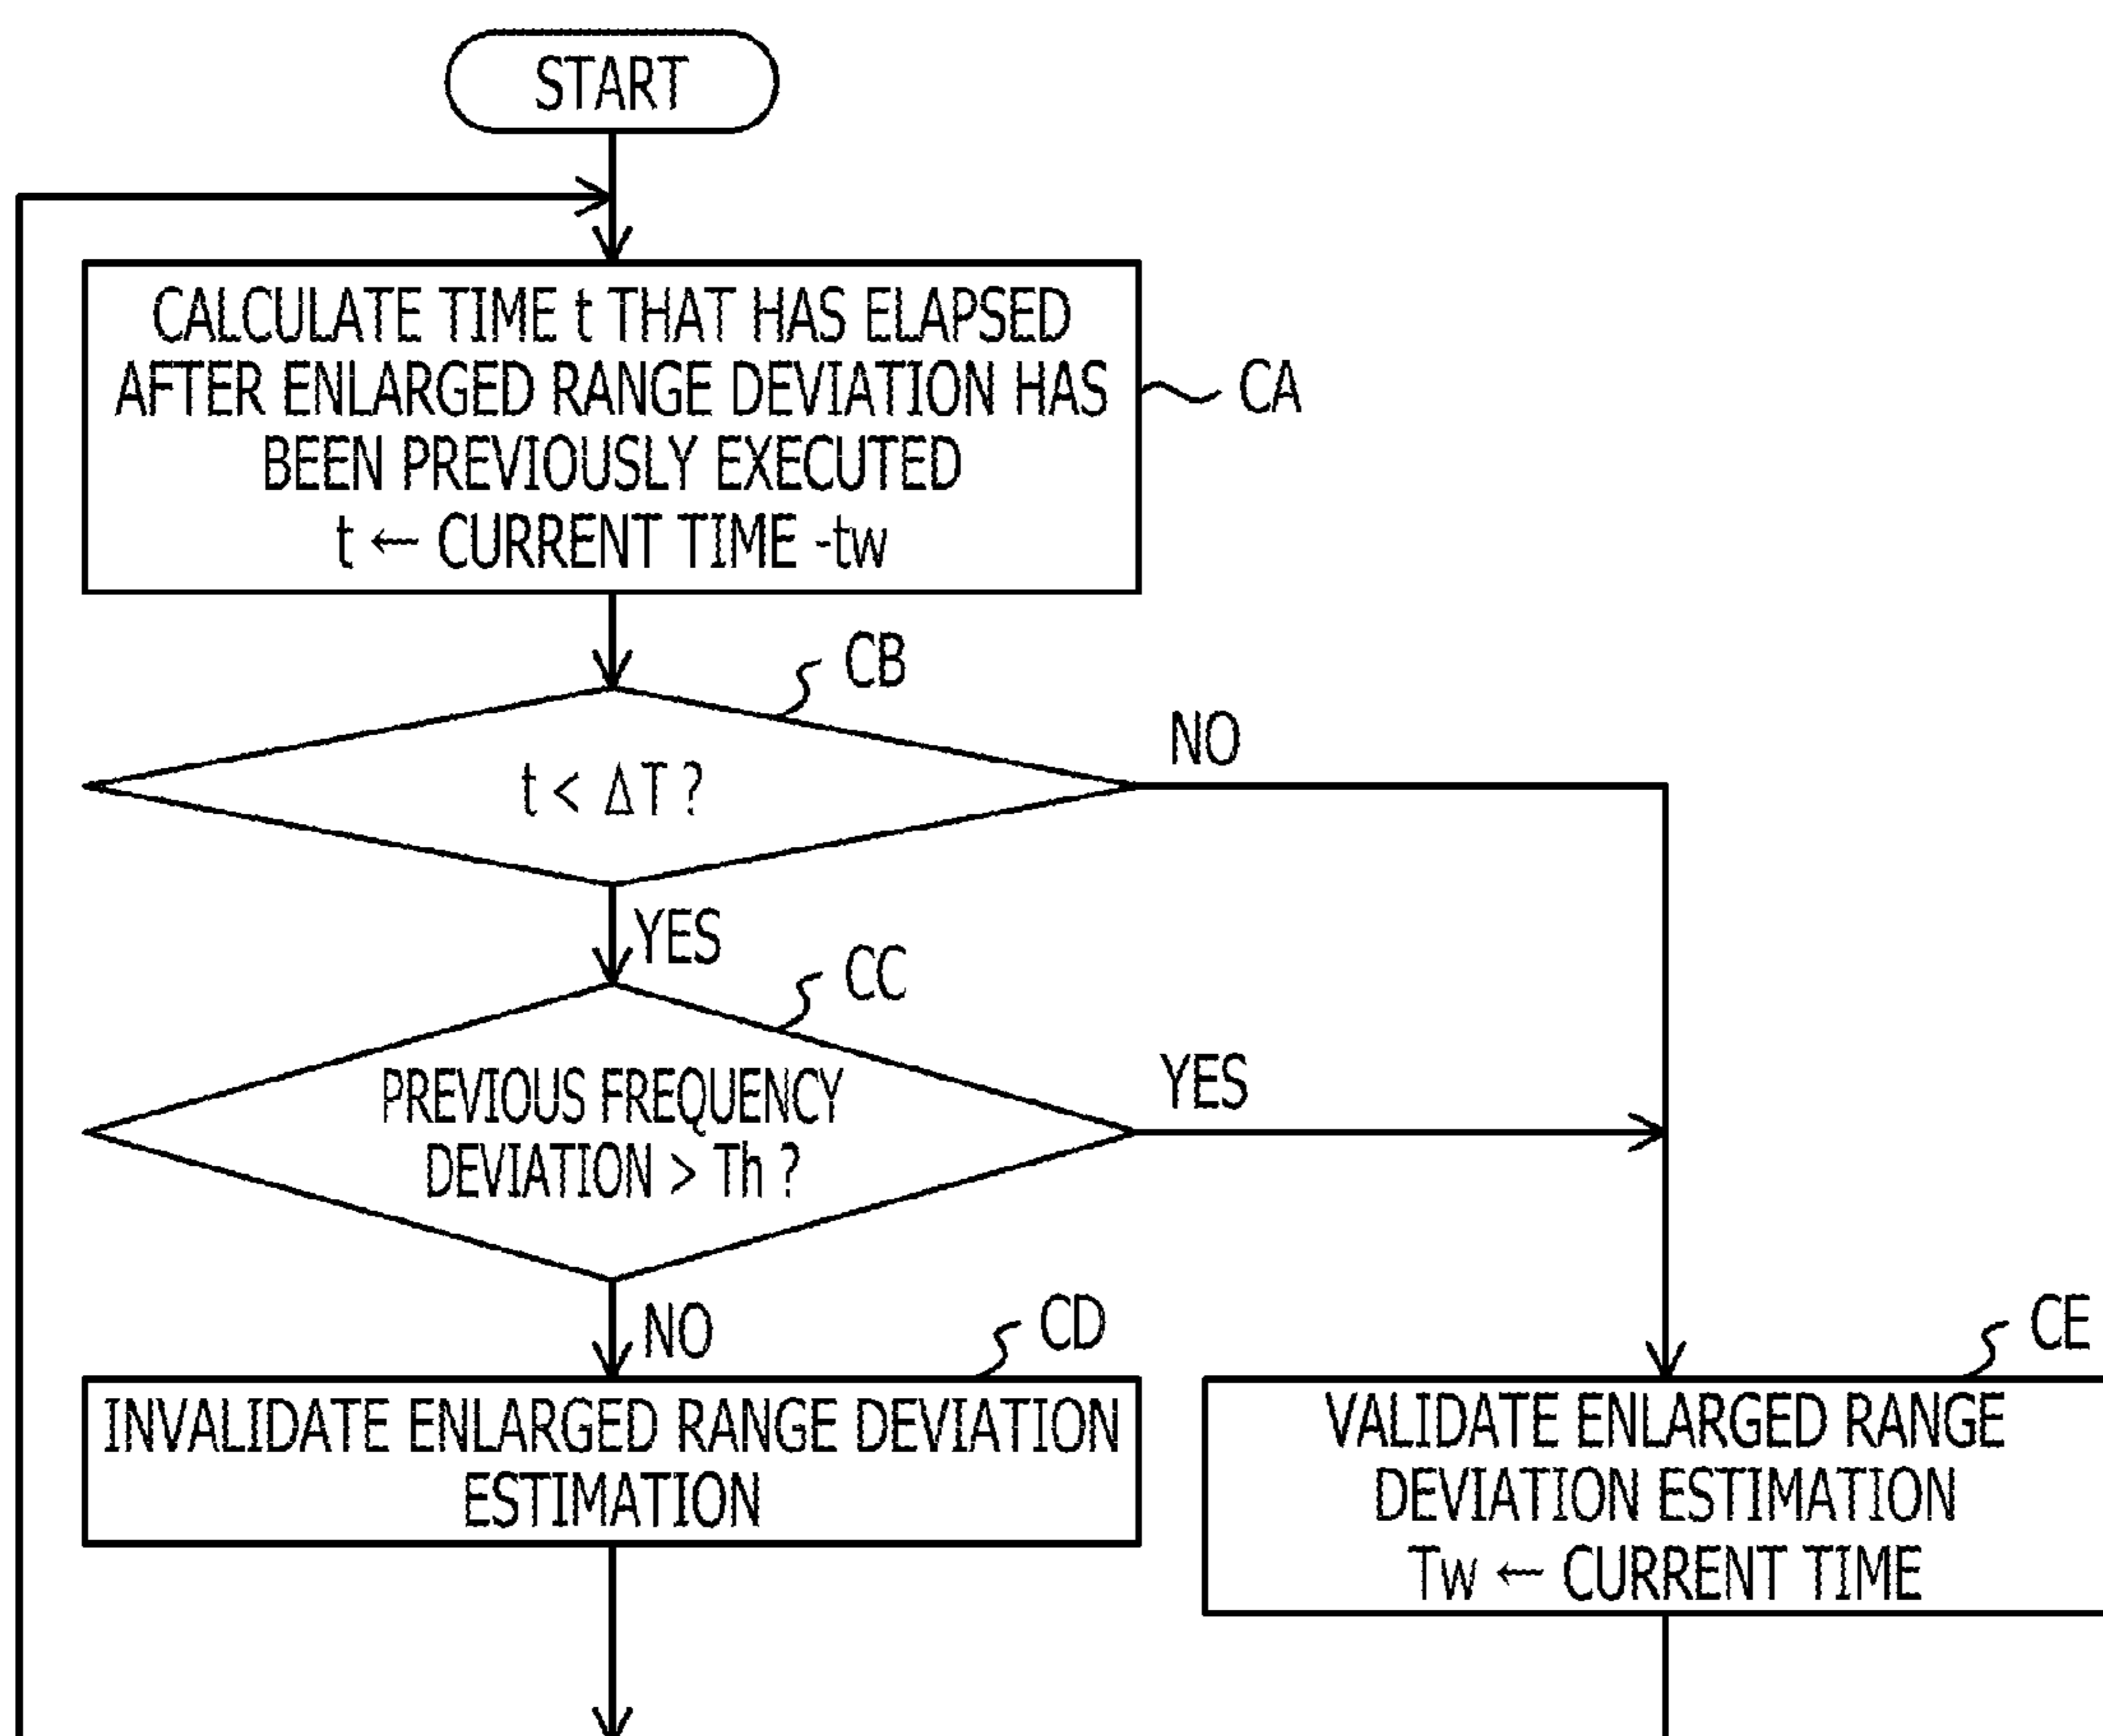 START
CALCULATE TIME t THAT HAS ELAPSED
AFTER ENLARGED RANGE DEVIATION HAS
BEEN PREVIOUSLY EXECUTED
t ← CURRENT TIME -tw
CA
CB
t < ΔT ?
NO
YES
CC
PREVIOUS FREQUENCY
DEVIATION > Th ?
YES
NO
CD
INVALIDATE ENLARGED RANGE DEVIATION
ESTIMATION
CE
VALIDATE ENLARGED RANGE
DEVIATION ESTIMATION
Tw ← CURRENT TIME